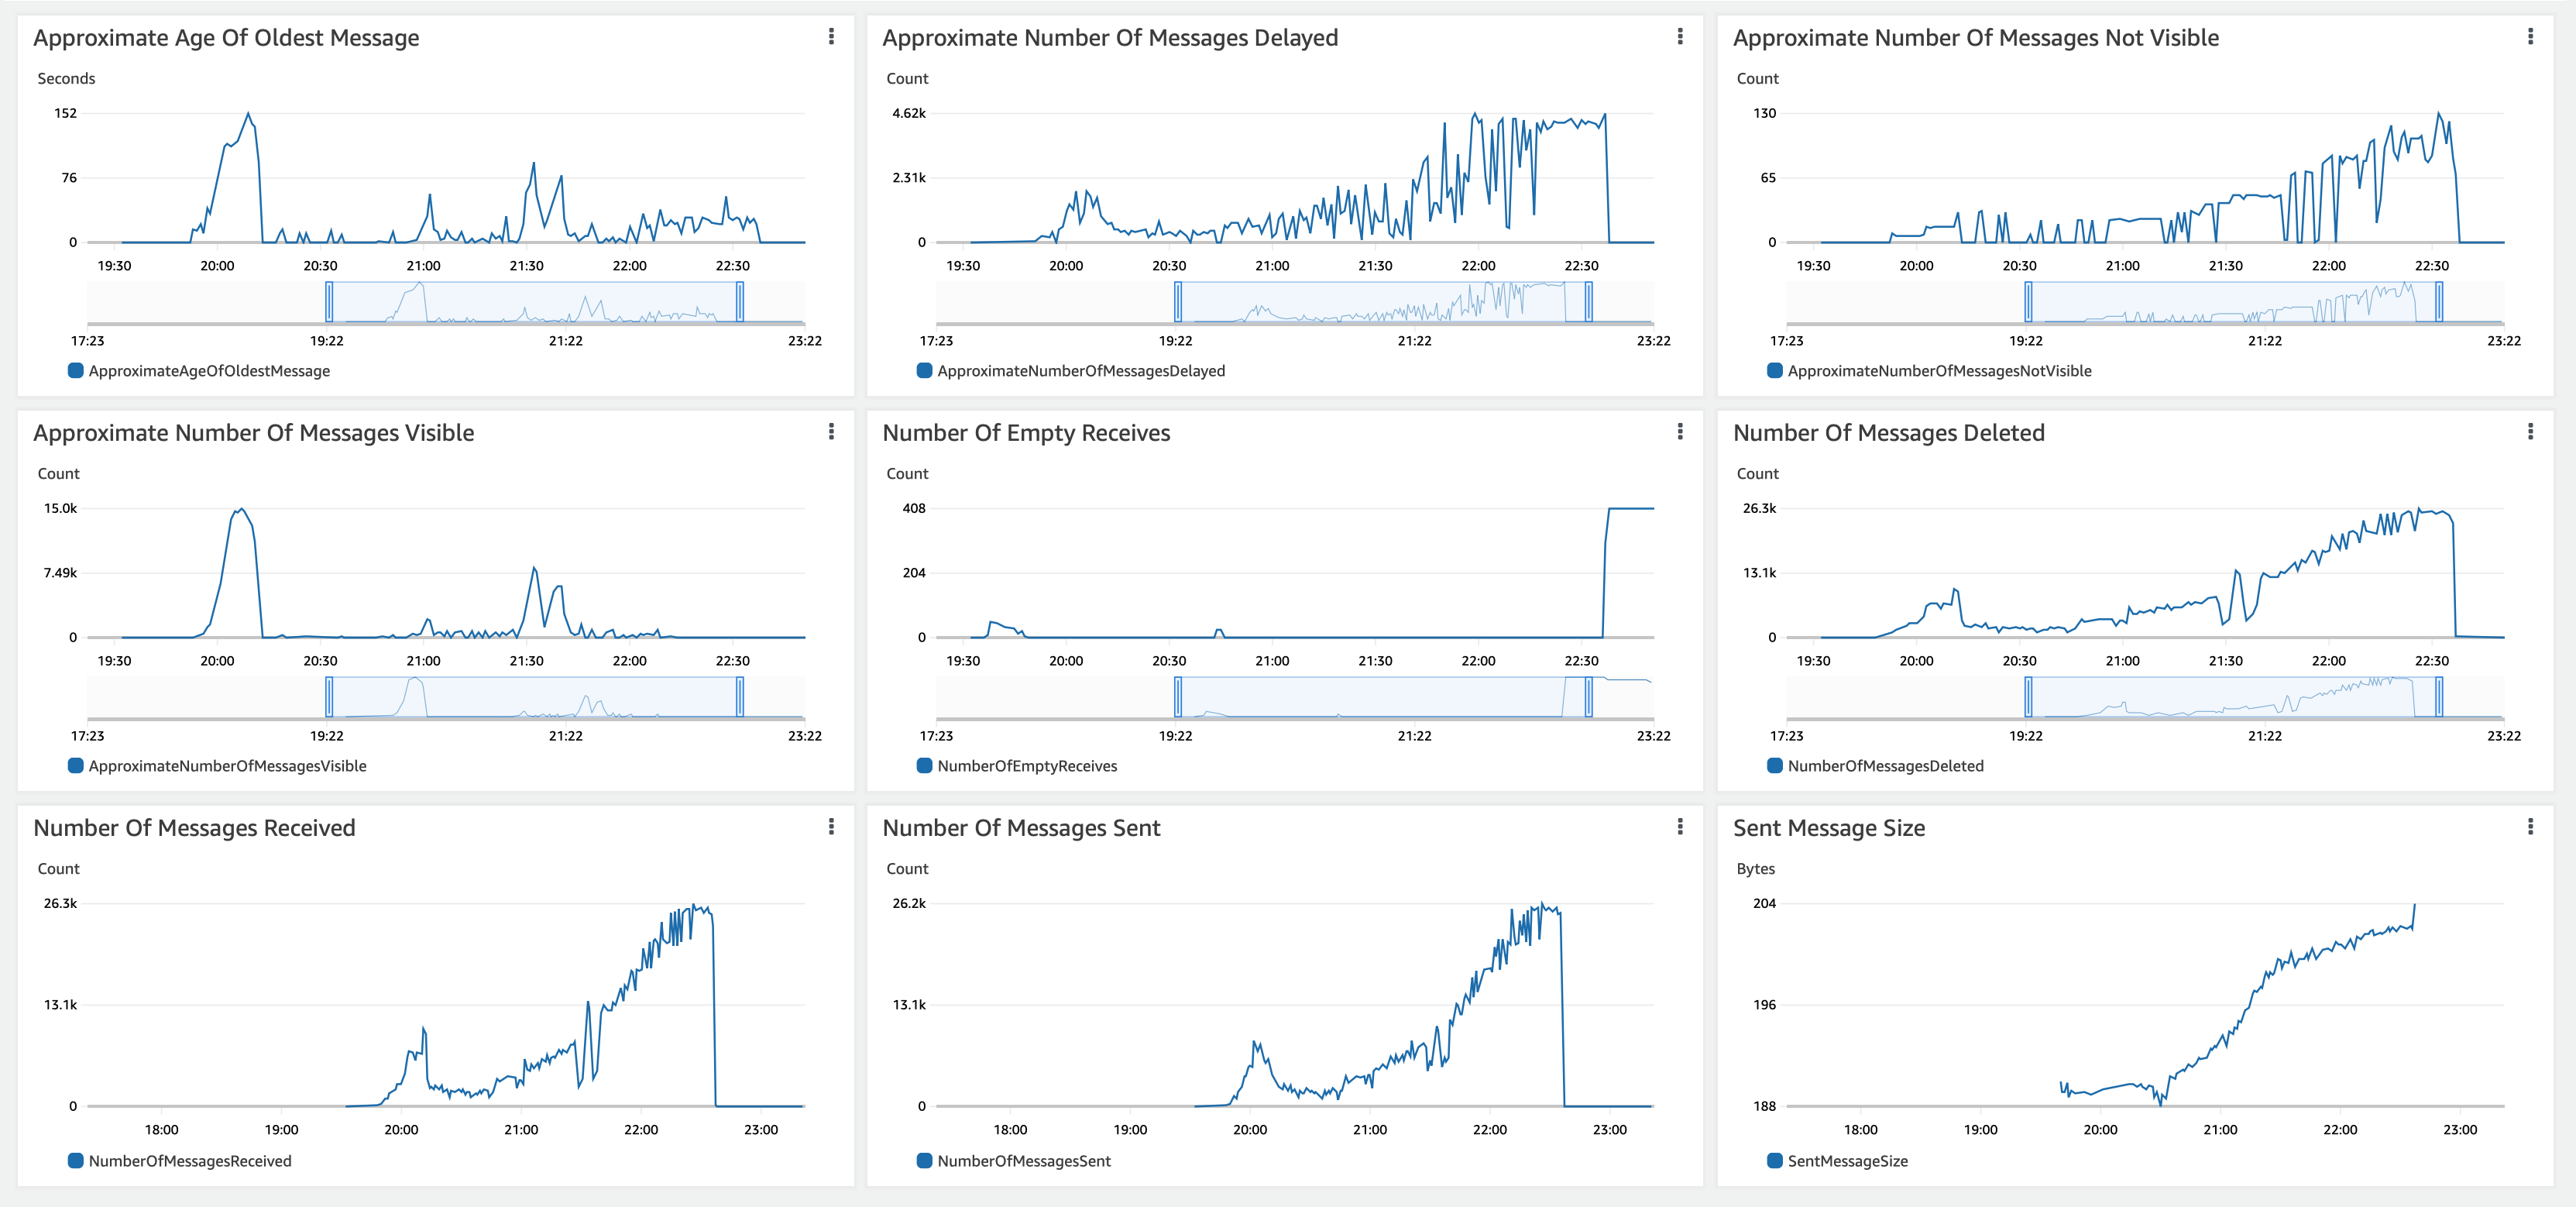 Approximate Age Of Oldest Message
Seconds
152
76
0
19:30 20:00 20:30 21:00 21:30 22:00 22:30
17:23 19:22 21:22 23:22
ApproximateAgeOfOldestMessage
Approximate Number Of Messages Delayed
Count
4.62k
2.31k
0
19:30 20:00 20:30 21:00 21:30 22:00 22:30
17:23 19:22 21:22 23:22
ApproximateNumberOfMessagesDelayed
Approximate Number Of Messages Not Visible
Count
130
65
0
19:30 20:00 20:30 21:00 21:30 22:00 22:30
17:23 19:22 21:22 23:22
ApproximateNumberOfMessagesNotVisible
Approximate Number Of Messages Visible
Count
15.0k
7.49k
0
19:30 20:00 20:30 21:00 21:30 22:00 22:30
17:23 19:22 21:22 23:22
ApproximateNumberOfMessagesVisible
Number Of Empty Receives
Count
408
204
0
19:30 20:00 20:30 21:00 21:30 22:00 22:30
17:23 19:22 21:22 23:22
NumberOfEmptyReceives
Number Of Messages Deleted
Count
26.3k
13.1k
0
19:30 20:00 20:30 21:00 21:30 22:00 22:30
17:23 19:22 21:22 23:22
NumberOfMessagesDeleted
Number Of Messages Received
Count
26.3k
13.1k
0
18:00 19:00 20:00 21:00 22:00 23:00
NumberOfMessagesReceived
Number Of Messages Sent
Count
26.2k
13.1k
0
18:00 19:00 20:00 21:00 22:00 23:00
NumberOfMessagesSent
Sent Message Size
Bytes
204
196
188
18:00 19:00 20:00 21:00 22:00 23:00
SentMessageSize